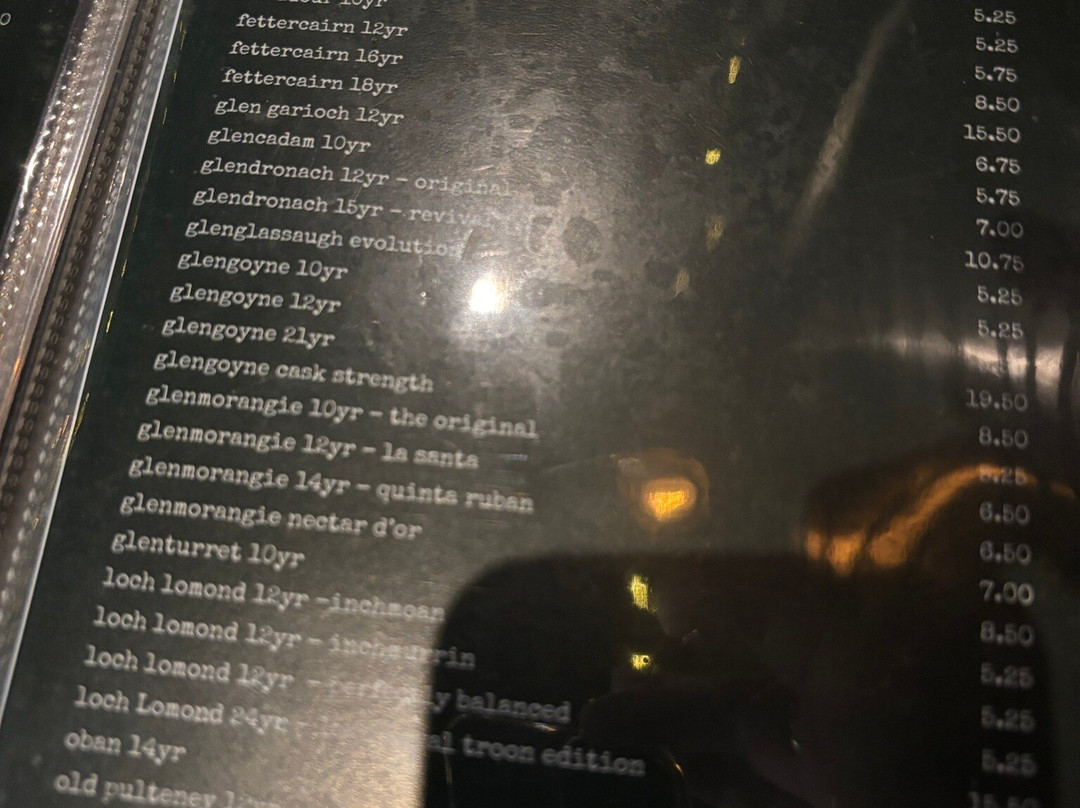 5.25
10yr 5.25
fettercairn 12yr 5.75
fettercairn 16yr 8.50
fettercairn 18yr 15.50
glen garioch 12yr 6.75
glencadam 10yr 5.75
glendronach 12yr - original 7.00
glendronach 15yr - revival 10.75
glenglassaugh evolution 5.25
glengoyne 10yr 5.25
glengoyne 12yr
glengoyne 21yr 19.50
glengoyne cask strength 8.50
glenmorangie 10yr - the original
glenmorangie 12yr - la santa 6.50
glenmorangie 14yr - quinta ruban 6.50
glenmorangie nectar d'or 7.00
glenturret 10yr 8.50
loch lomond 12yr -inchmoan 5.25
loch lomond 12yr - inchmurrin 5.25
loch lomond 12yr - perfectly balanced 5.25
loch Lomond 24yr - troon edition
oban 14yr
old pulteney